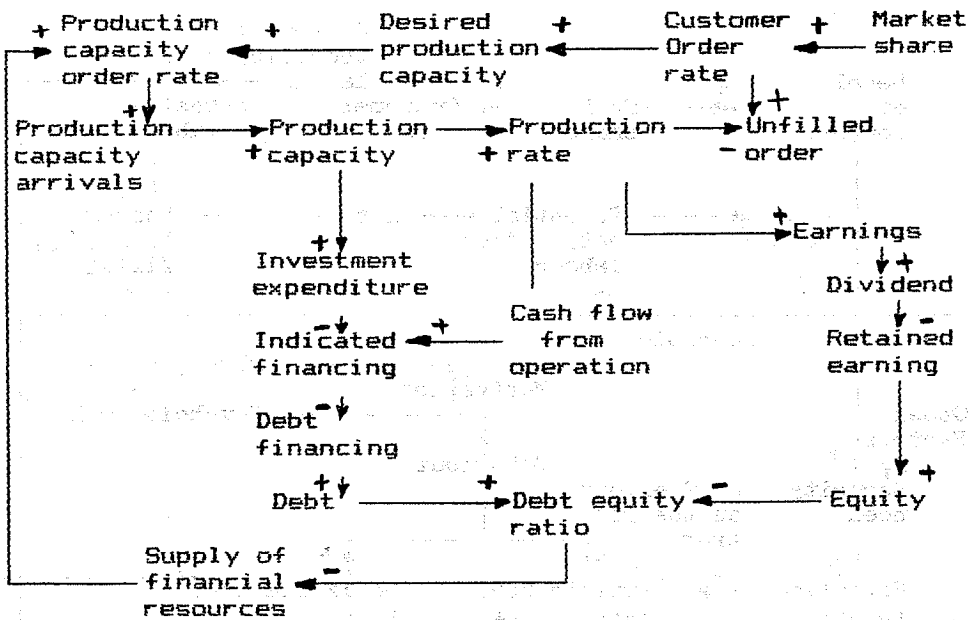 + Production
capacity
order rate
+ Desired
production
capacity
+ Customer
Order
rate
+ Market
share
+
Production
capacity
arrivals
Production
+ capacity
Production
+ rate
+
Unfilled
- order
+
Investment
expenditure
+
Earnings
+
Dividend
-
Indicated
financing
+
Cash flow
from
operation
-
Retained
earning
-
Debt
financing
+
Debt
+
Debt equity
ratio
-
+
Equity
Supply of
financial
resources
-